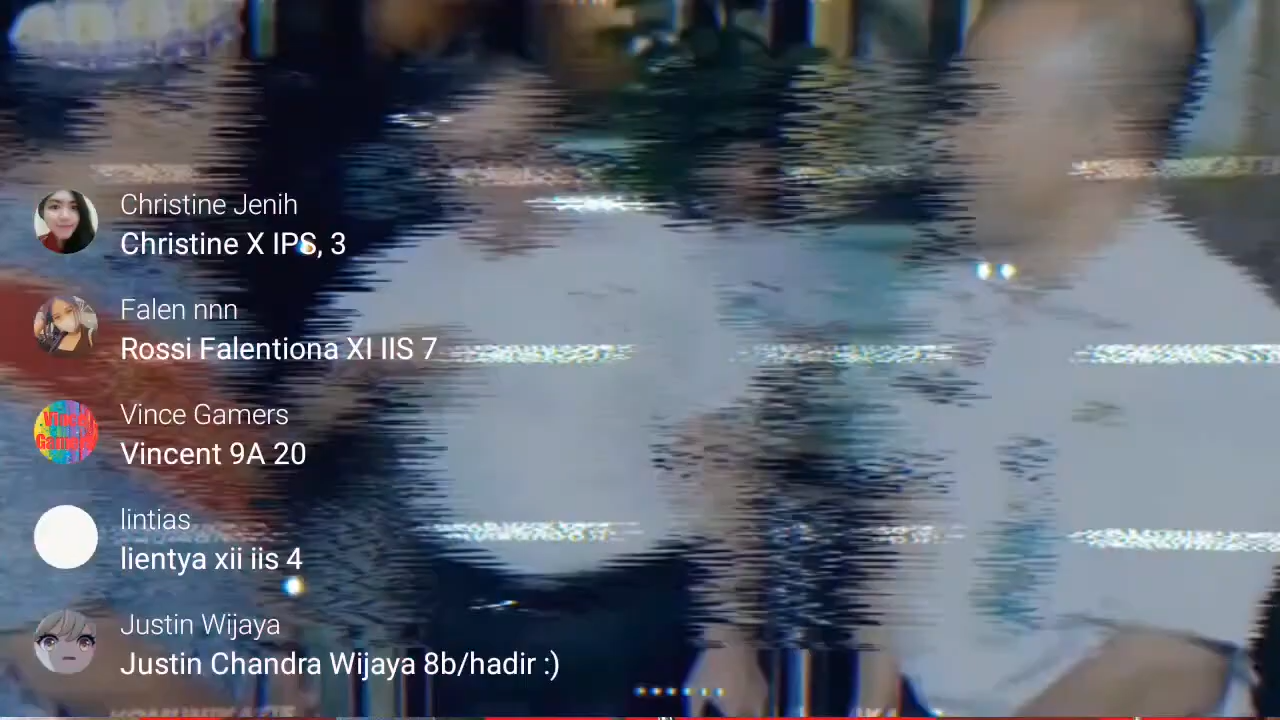 Christine Jenih
Christine X IPS, 3
Falen nnn
Rossi Falentiona XI IIS 7
Vince Gamers
Vincent 9A 20
lintias
lientya xii iis 4
Justin Wijaya
Justin Chandra Wijaya 8b/hadir :)